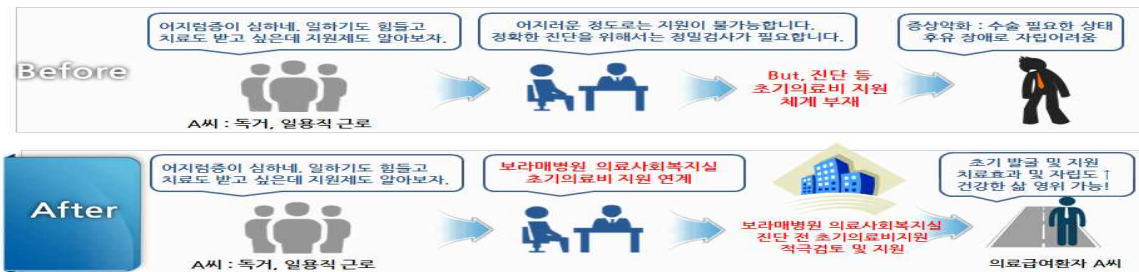 어지럼증이 심하네. 일하기도 힘들고
치료도 받고 싶은데 지원제도 알아보자.
어지러운 정도로는 지원이 불가능합니다.
정확한 진단을 위해서는 정밀검사가 필요합니다.
증상악화 : 수술 필요한 상태
후유 장애로 자립어려움
Before
But, 진단 등
초기의료비 지원
체계 부재
A씨 : 독거, 일용직 근로
어지럼증이 심하네. 일하기도 힘들고
치료도 받고 싶은데 지원제도 알아보자.
보라매병원 의료사회복지실
초기의료비 지원 연계
초기 발굴 및 지원
치료효과 및 자립도 ↑
건강한 삶 영위 가능!
After
보라매병원 의료사회복지실
진단 전 초기의료비지원
적극검토 및 지원
A씨 : 독거, 일용직 근로
의료급여환자 A씨